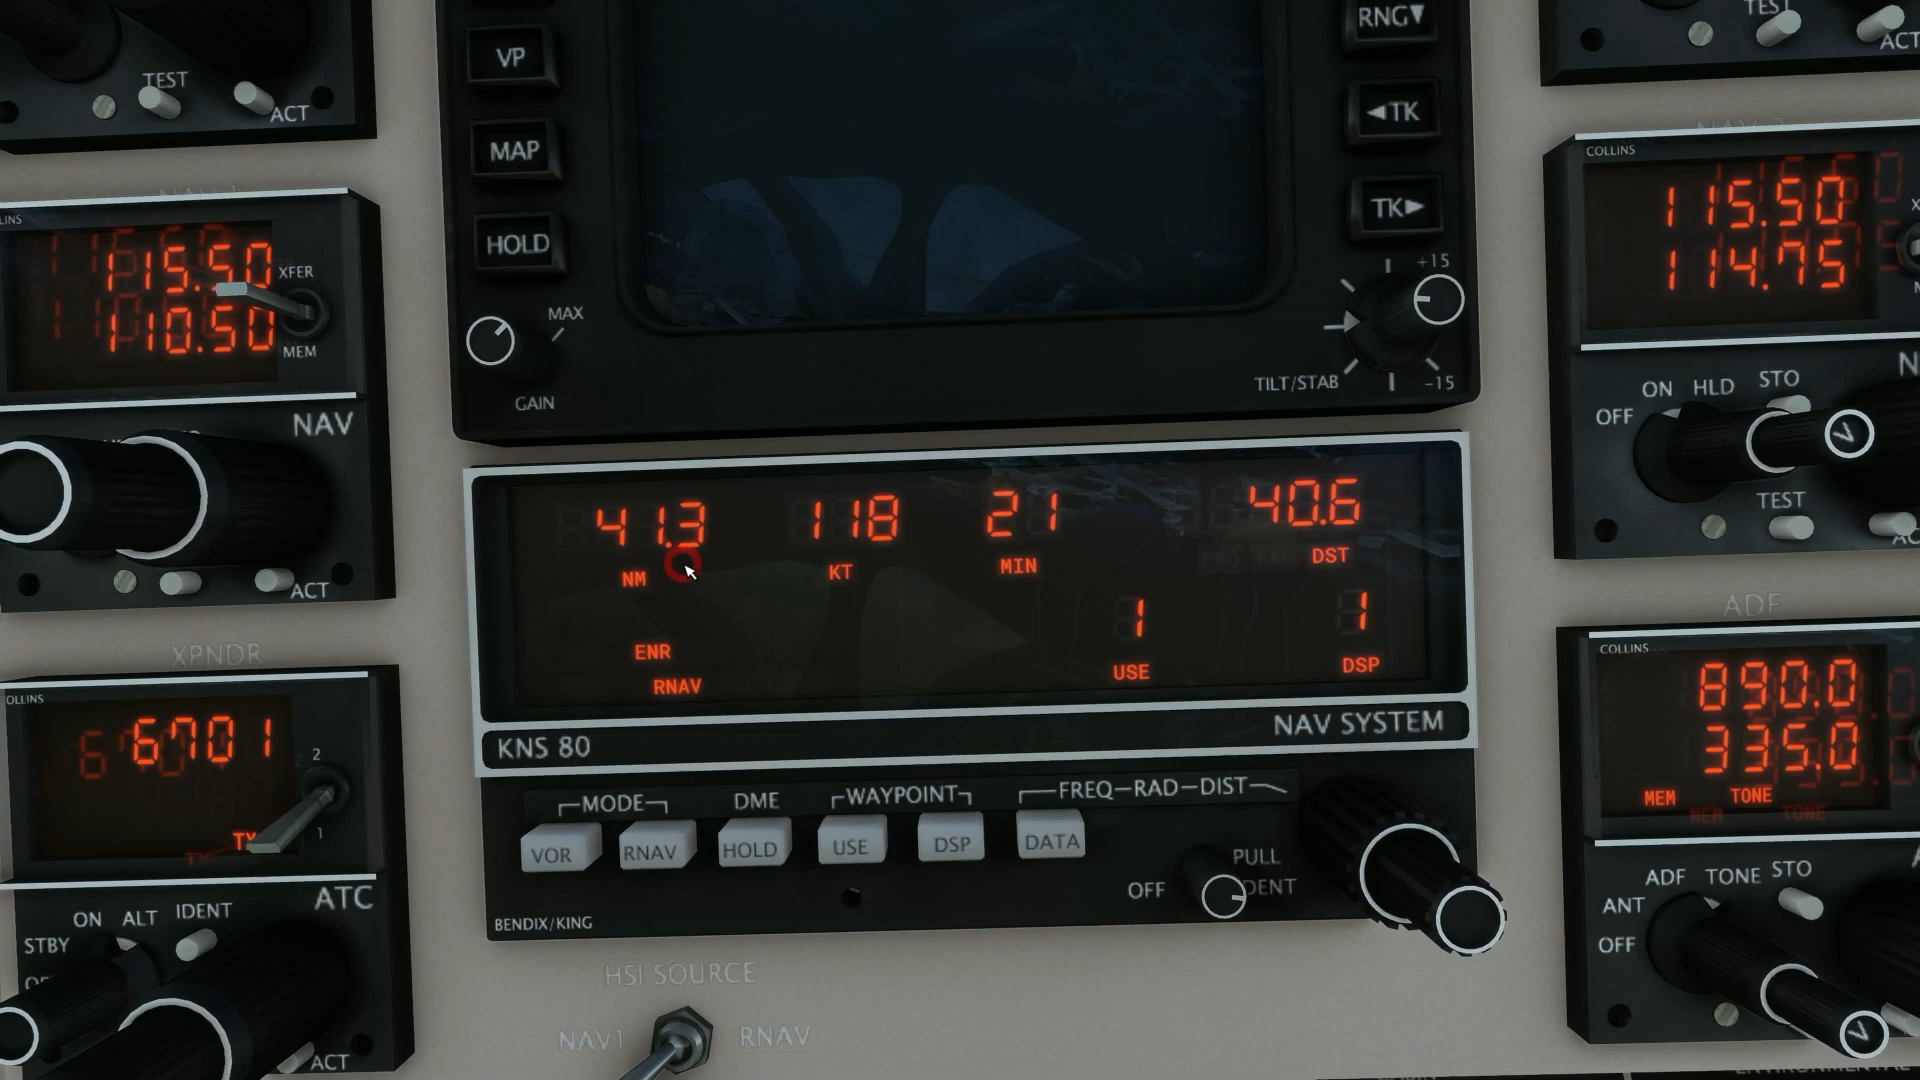 TEST
ACT
VP
MAP
HOLD
GAIN
MAX
RNG▼
◀TK
TK▶
+15
-15
TILT/STAB
TEST
ACT
115.50
110.50
XFER
MEM
NAV
ACT
COLLINS
115.50
114.75
OFF
ON
HLD
STO
TEST
41.3
NM
118
KT
21
MIN
40.6
DST
ENR
RNAV
1
USE
1
DSP
KNS 80
NAV SYSTEM
MODE
DME
WAYPOINT
FREQ-RAD-DIST
VOR
RNAV
HOLD
USE
DSP
DATA
OFF
PULL
BENDIX/KING
HSI SOURCE
NAV1
RNAV
XPNDR
6701
2
1
ATC
STBY
ON
ALT
IDENT
ACT
ADF
COLLINS
890.0
335.0
MEM
TONE
OFF
ANT
ADF
TONE
STO